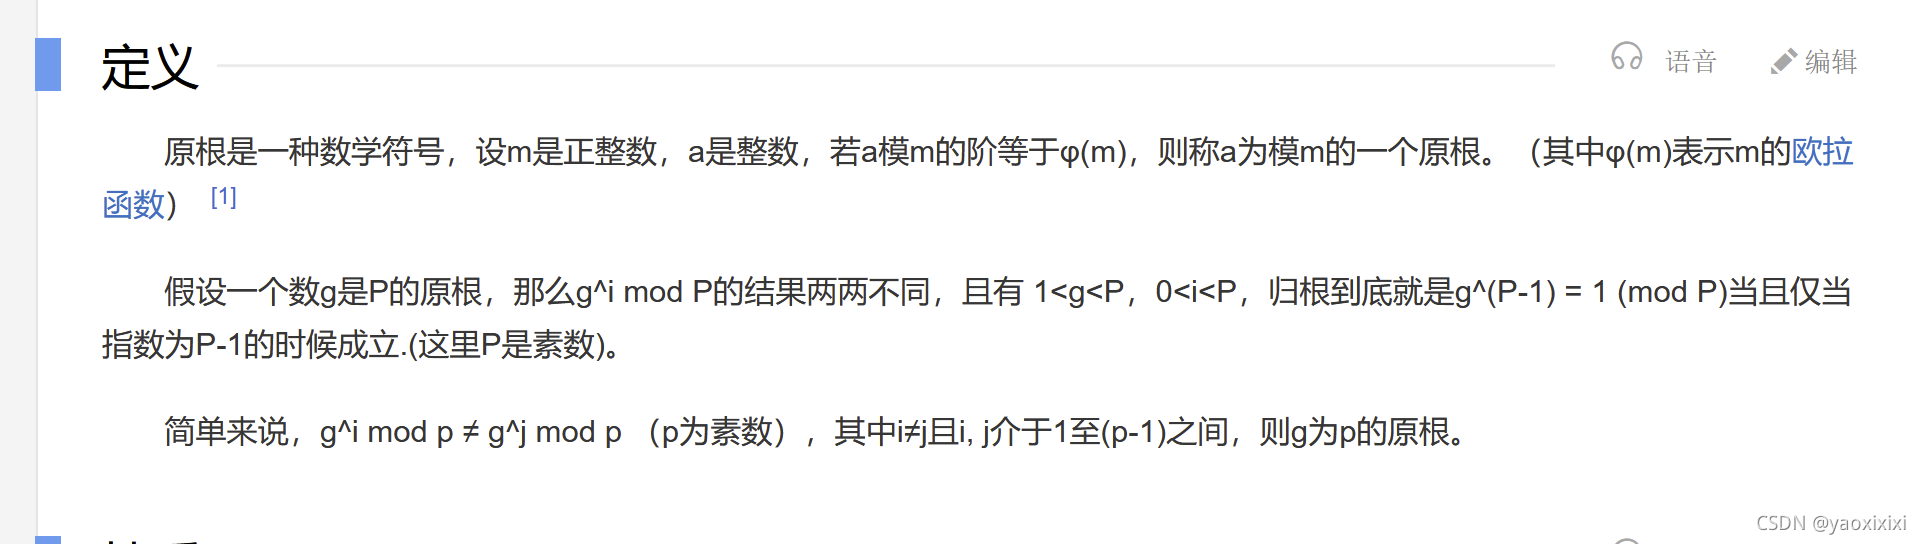 定义
语音
编辑
原根是一种数学符号，设m是正整数，a是整数，若a模m的阶等于φ(m)，则称a为模m的一个原根。（其中φ(m)表示m的欧拉
函数） [1]
假设一个数g是P的原根，那么g^i mod P的结果两两不同，且有 1<g<P，0<i<P，归根到底就是g^(P-1) = 1 (mod P)当且仅当
指数为P-1的时候成立.(这里P是素数)。
简单来说，g^i mod p ≠ g^j mod p （p为素数），其中i≠j且i, j介于1至(p-1)之间，则g为p的原根。
CSDN @yaoxixixi